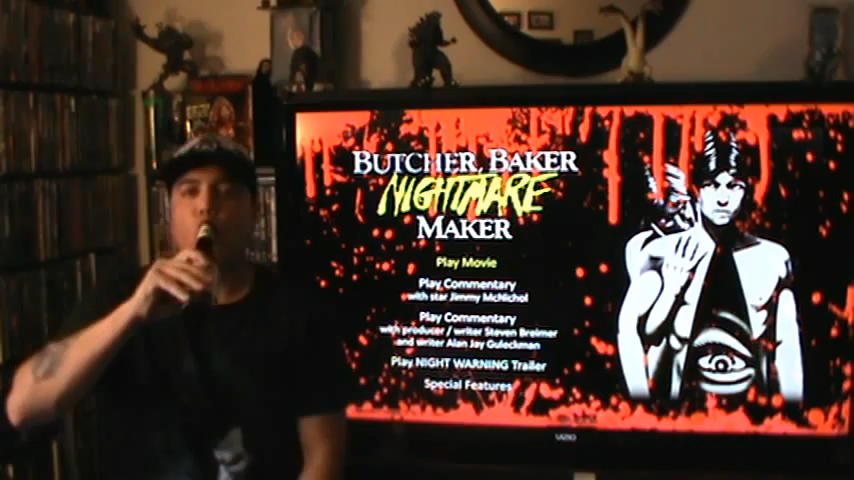 BUTCHER, BAKER
NIGHTMARE
MAKER
Play Movie
Play Commentary
with star Jimmy McNichol
Play Commentary
with producer / writer Steven Breimer
and writer Alan Jay Glueckman
Play NIGHT WARNING Trailer
Special Features
VIZIO